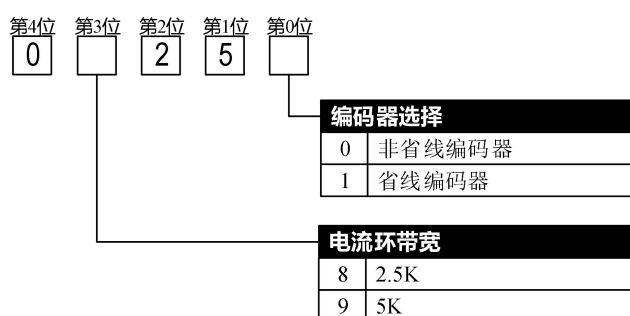 第4位 第3位 第2位 第1位 第0位
0 2 5
编码器选择
0 非省线编码器
1 省线编码器
电流环带宽
8 2.5K
9 5K